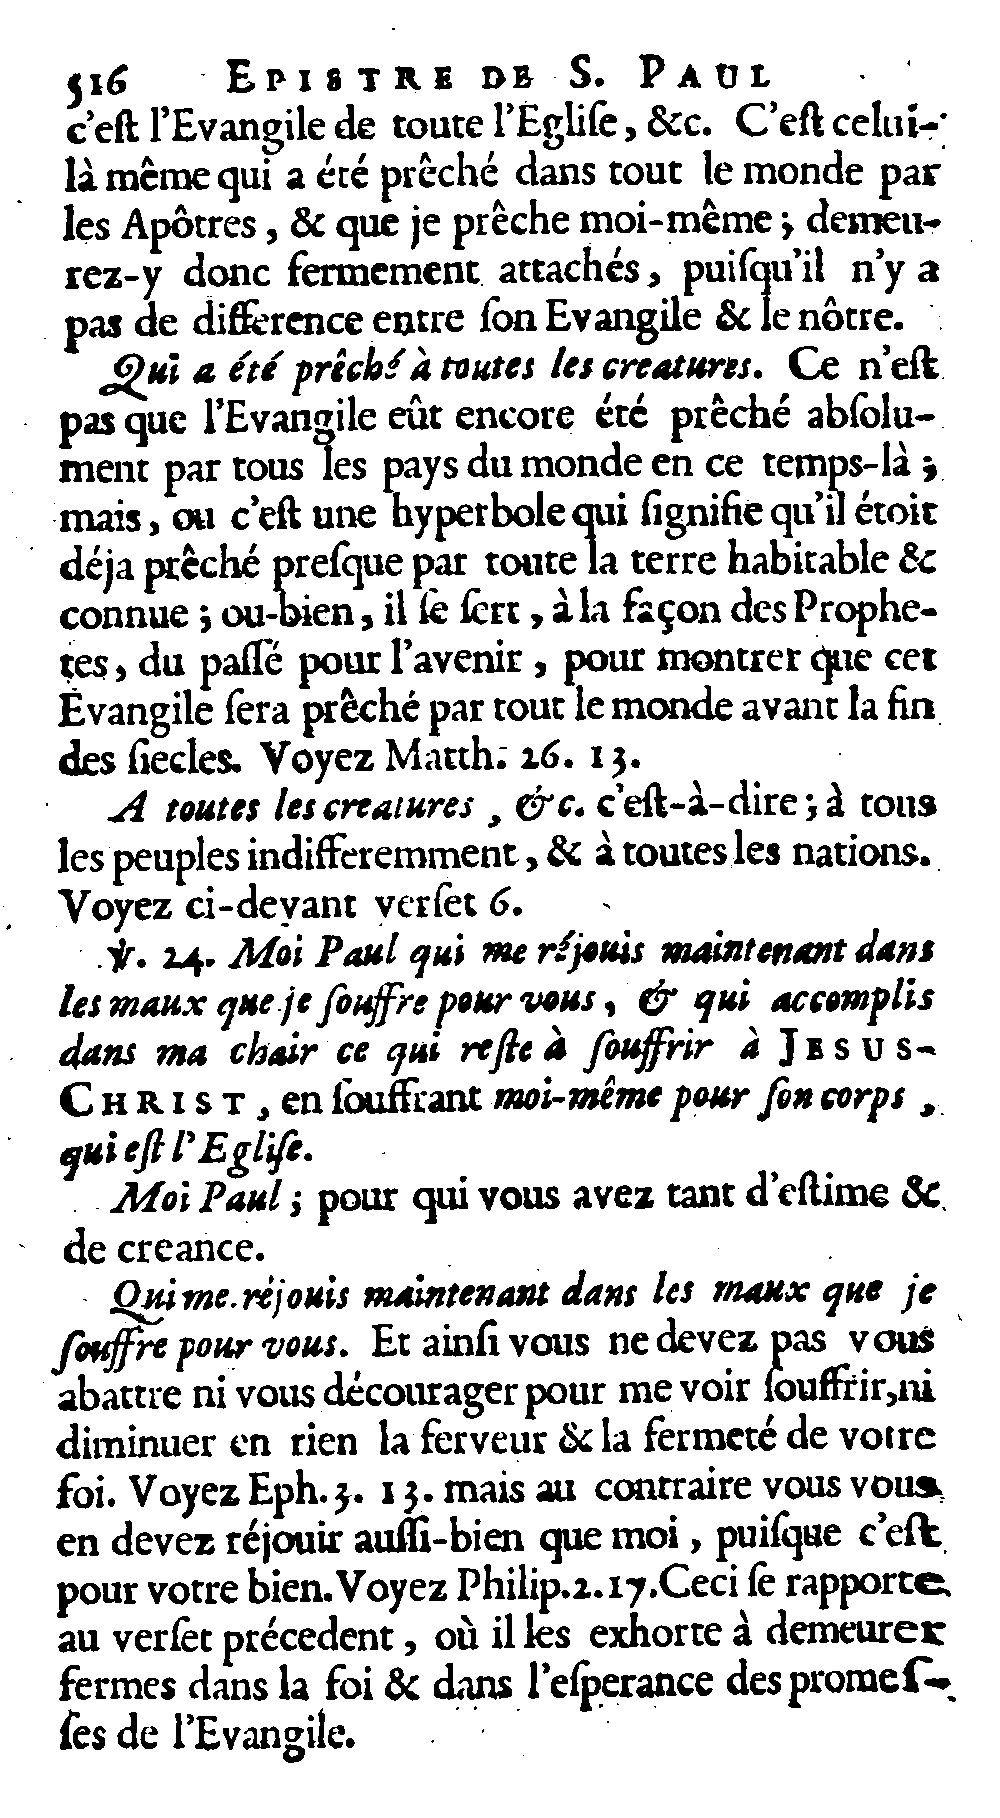 516 EPISTRE DE S. PAUL
c'eſt l'Evangile de toute l'Egliſe, &c. C'eſt celui-
là même qui a été prêché dans tout le monde par
les Apôtres, & que je prêche moi-même; demeu-
rez-y donc fermement attachés, puiſqu'il n'y a
pas de difference entre ſon Evangile & le nôtre.
Qui a été prêché à toutes les creatures. Ce n'eſt
pas que l'Evangile eût encore été prêché abſolu-
ment par tous les pays du monde en ce temps-là;
mais, ou c'eſt une hyperbole qui ſignifie qu'il étoit
déja prêché preſque par toute la terre habitable &
connue; ou-bien, il ſe ſert, à la façon des Prophe-
tes, du paſſé pour l'avenir, pour montrer que cet
Evangile ſera prêché par tout le monde avant la fin
des ſiecles. Voyez Matth. 26. 13.
A toutes les creatures, &c. c'eſt-à-dire; à tous
les peuples indifferemment, & à toutes les nations.
Voyez ci-devant verſet 6.
℣. 24. Moi Paul qui me réjouis maintenant dans
les maux que je ſouffre pour vous, & qui accomplis
dans ma chair ce qui reſte à ſouffrir à JESUS-
CHRIST, en ſouffrant moi-même pour ſon corps,
qui eſt l'Egliſe.
Moi Paul; pour qui vous avez tant d'eſtime &
de creance.
Qui me réjouis maintenant dans les maux que je
ſouffre pour vous. Et ainſi vous ne devez pas vous
abattre ni vous décourager pour me voir ſouffrir, ni
diminuer en rien la ferveur & la fermeté de votre
foi. Voyez Eph. 3. 13. mais au contraire vous vous
en devez réjouir auſſi-bien que moi, puiſque c'eſt
pour votre bien. Voyez Philip. 2. 17. Ceci ſe rapporte
au verſet précedent, où il les exhorte à demeurer
fermes dans la foi & dans l'eſperance des promeſ-
ſes de l'Evangile.